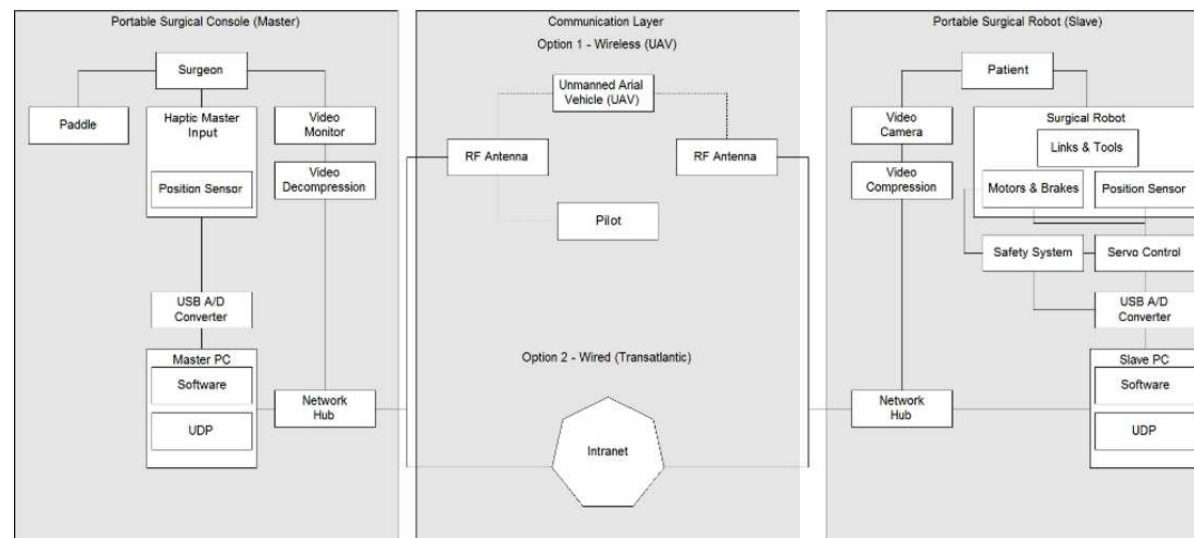 Portable Surgical Console (Master)
Surgeon
Paddle
Haptic Master
Input
Position Sensor
Video
Monitor
Video
Decompression
USB A/D
Converter
Master PC
Software
UDP
Network
Hub
Communication Layer
Option 1 - Wireless (UAV)
Unmanned Arial
Vehicle (UAV)
RF Antenna
RF Antenna
Pilot
Option 2 - Wired (Transatlantic)
Intranet
Portable Surgical Robot (Slave)
Patient
Video
Camera
Video
Compression
Surgical Robot
Links & Tools
Motors & Brakes
Position Sensor
Safety System
Servo Control
USB A/D
Converter
Slave PC
Software
UDP
Network
Hub